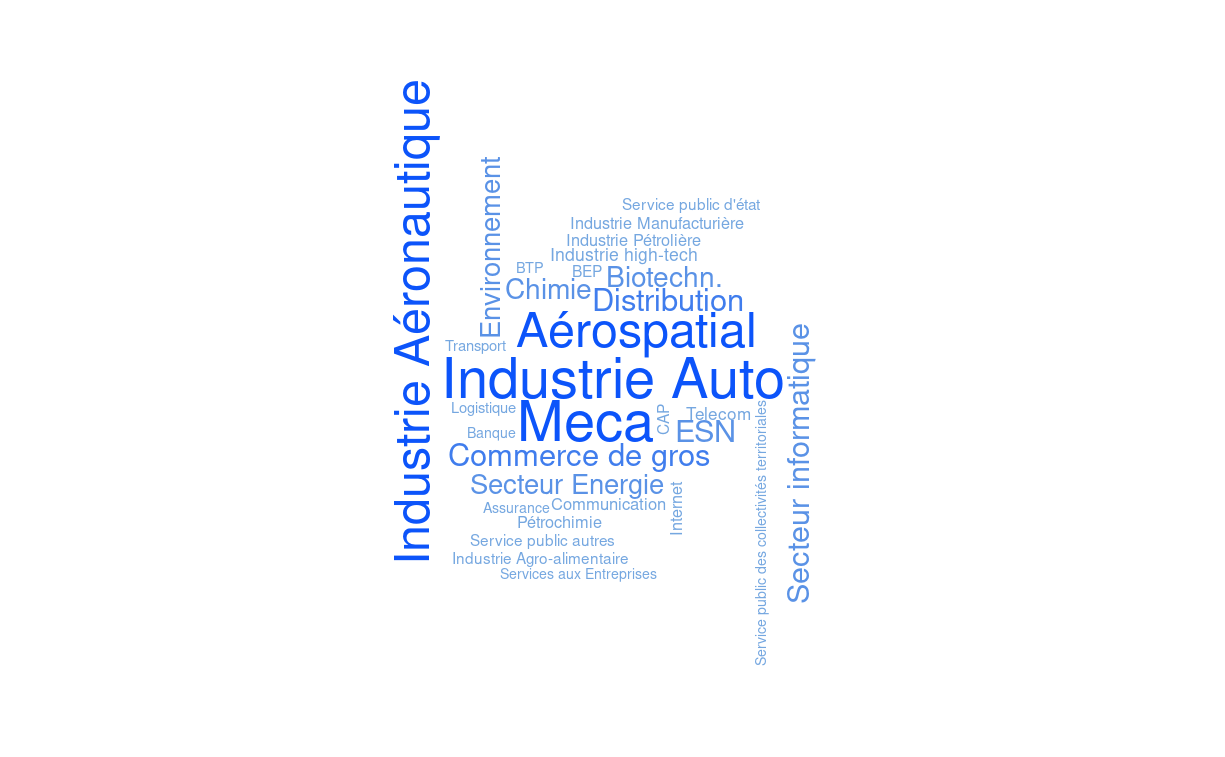 Industrie Aéronautique
Environnement
Service public d'état
Industrie Manufacturière
Industrie Pétrolière
Industrie high-tech
BTP
BEP
Biotechn.
Chimie
Distribution
Aérospatial
Transport
Industrie Auto
Secteur informatique
Logistique
Meca
CAP
Telecom
Banque
ESN
Service public des collectivités territoriales
Commerce de gros
Secteur Energie
Assurance
Communication
Internet
Pétrochimie
Service public autres
Industrie Agro-alimentaire
Services aux Entreprises